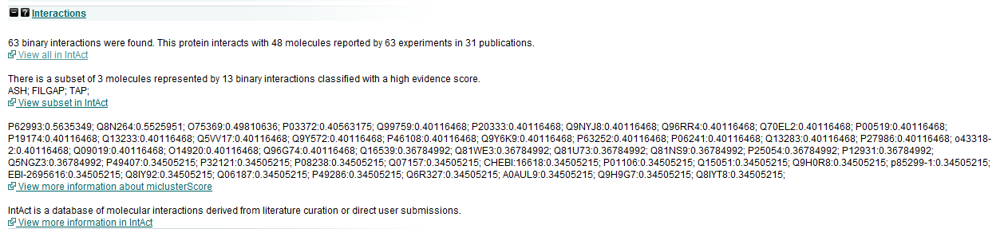 Interactions
63 binary interactions were found. This protein interacts with 48 molecules reported by 63 experiments in 31 publications.
View all in IntAct
There is a subset of 3 molecules represented by 13 binary interactions classified with a high evidence score.
ASH; FILGAP; TAP;
View subset in IntAct
P62993:0.5635349; Q8N264:0.5525951; O75369:0.49810636; P03372:0.40563175; Q99759:0.40116468; P20333:0.40116468; Q9NYJ8:0.40116468; Q96RR4:0.40116468; Q70EL2:0.40116468; P00519:0.40116468;
P19174:0.40116468; Q13233:0.40116468; Q5VV17:0.40116468; Q9Y572:0.40116468; P46108:0.40116468; Q9Y6K9:0.40116468; P63252:0.40116468; P06241:0.40116468; Q13283:0.40116468; P27986:0.40116468; o43318-
2:0.40116468; Q09019:0.40116468; O14920:0.40116468; Q96G74:0.40116468; Q16539:0.36784992; Q81WE3:0.36784992; Q81U73:0.36784992; Q81NS9:0.36784992; P25054:0.36784992; P12931:0.36784992;
Q5NGZ3:0.36784992; P49407:0.34505215; P32121:0.34505215; P08238:0.34505215; Q07157:0.34505215; CHEBI:16618:0.34505215; P01106:0.34505215; Q15051:0.34505215; Q9H0R8:0.34505215; p85299-1:0.34505215;
EBI-2695616:0.34505215; Q8IY92:0.34505215; Q06187:0.34505215; P49286:0.34505215; Q6R327:0.34505215; A0AUL9:0.34505215; Q9H9G7:0.34505215; Q8IYT8:0.34505215;
View more information about miclusterScore
IntAct is a database of molecular interactions derived from literature curation or direct user submissions.
View more information in IntAct